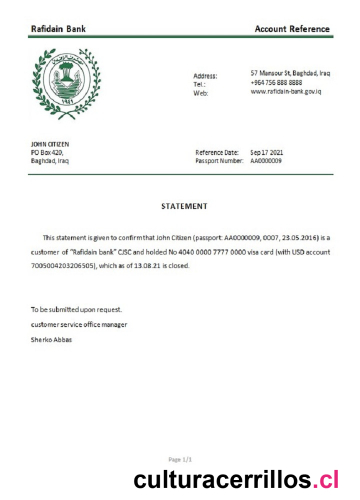 Rafidain Bank Account Reference
Address: 57 Mansour St, Baghdad, Iraq
Tel.: +964 756 888 8888
Web: www.rafidain-bank.gov.iq
١٩٤١
JOHN CITIZEN
PO Box 420,
Baghdad, Iraq
Reference Date: Sep 17 2021
Passport Number: AA0000009
STATEMENT
This statement is given to confirm that John Citizen (passport: AA0000009, 0007, 23.05.2016) is a
customer of "Rafidain bank" CJSC and holded No 4040 0000 7777 0000 visa card (with USD account
7005004203206505), which as of 13.08.21 is closed.
To be submitted upon request.
customer service office manager
Sherko Abbas
Page 1/1
culturacerrillos.cl